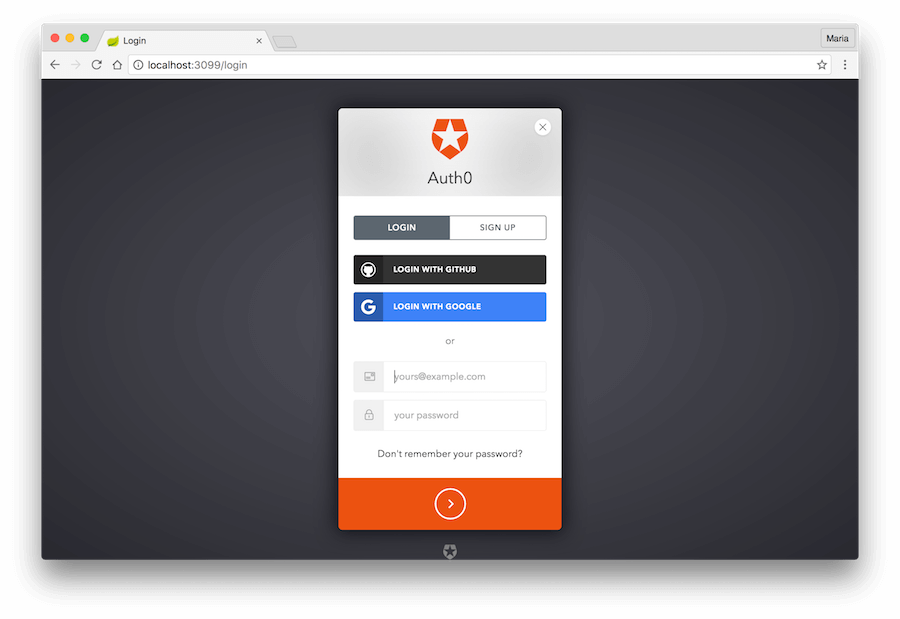 Login
Maria
localhost:3099/login
Auth0
LOGIN
SIGN UP
LOGIN WITH GITHUB
LOGIN WITH GOOGLE
or
yours@example.com
your password
Don't remember your password?